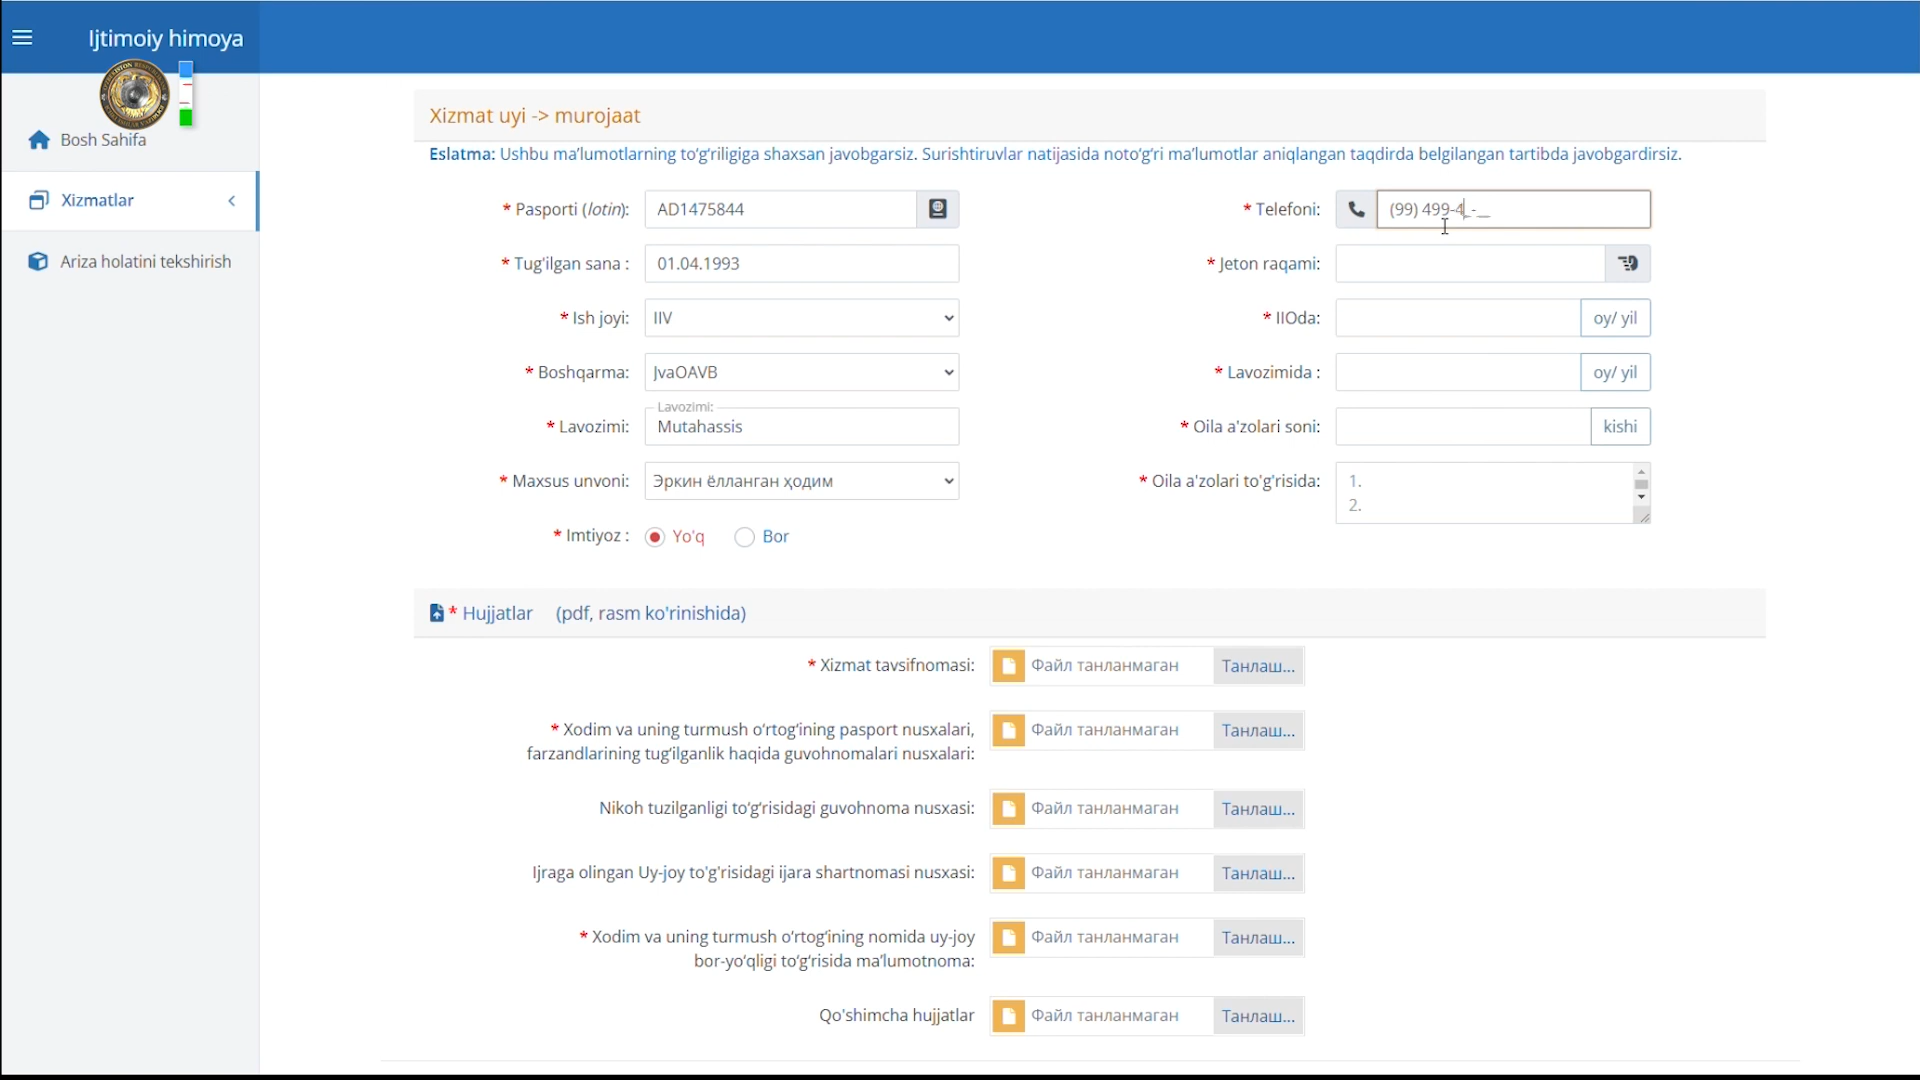 Ijtimoiy himoya
Bosh Sahifa
Xizmatlar
Ariza holatini tekshirish
Xizmat uyi -> murojaat
Eslatma: Ushbu ma’lumotlarning to‘g‘riligiga shaxsan javobgarsiz. Surishtiruvlar natijasida noto‘g‘ri ma’lumotlar aniqlangan taqdirda belgilangan tartibda javobgardirsiz.
* Pasporti (lotin): AD1475844
* Tug'ilgan sana : 01.04.1993
* Ish joyi: IIV
* Boshqarma: JvaOAVB
Lavozimi:
* Lavozimi: Mutahassis
* Maxsus unvoni: Эркин ёлланган ҳодим
* Imtiyoz : Yo'q Bor
* Telefoni: (99) 499-4_-__
* Jeton raqami:
* IIOda: oy/ yil
* Lavozimida : oy/ yil
* Oila a'zolari soni: kishi
* Oila a'zolari to'g'risida: 1.
2.
* Hujjatlar (pdf, rasm ko'rinishida)
* Xizmat tavsifnomasi: Файл танланмаган Танлаш...
* Xodim va uning turmush o‘rtog‘ining pasport nusxalari, Файл танланмаган Танлаш...
farzandlarining tug‘ilganlik haqida guvohnomalari nusxalari:
Nikoh tuzilganligi to‘g‘risidagi guvohnoma nusxasi: Файл танланмаган Танлаш...
Ijraga olingan Uy-joy to'g'risidagi ijara shartnomasi nusxasi: Файл танланмаган Танлаш...
* Xodim va uning turmush o‘rtog‘ining nomida uy-joy Файл танланмаган Танлаш...
bor-yo‘qligi to‘g‘risida ma’lumotnoma:
Qo'shimcha hujjatlar Файл танланмаган Танлаш...